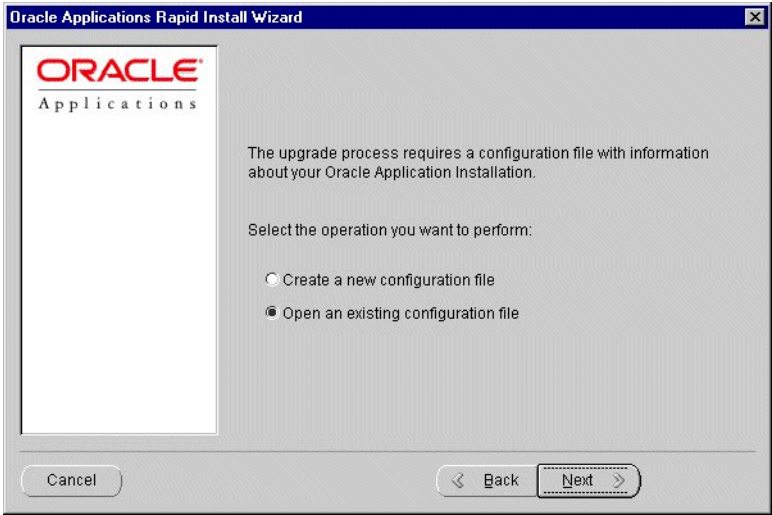 Oracle Applications Rapid Install Wizard
ORACLE
Applications
The upgrade process requires a configuration file with information
about your Oracle Application Installation.
Select the operation you want to perform:
Create a new configuration file
Open an existing configuration file
Cancel
Back
Next